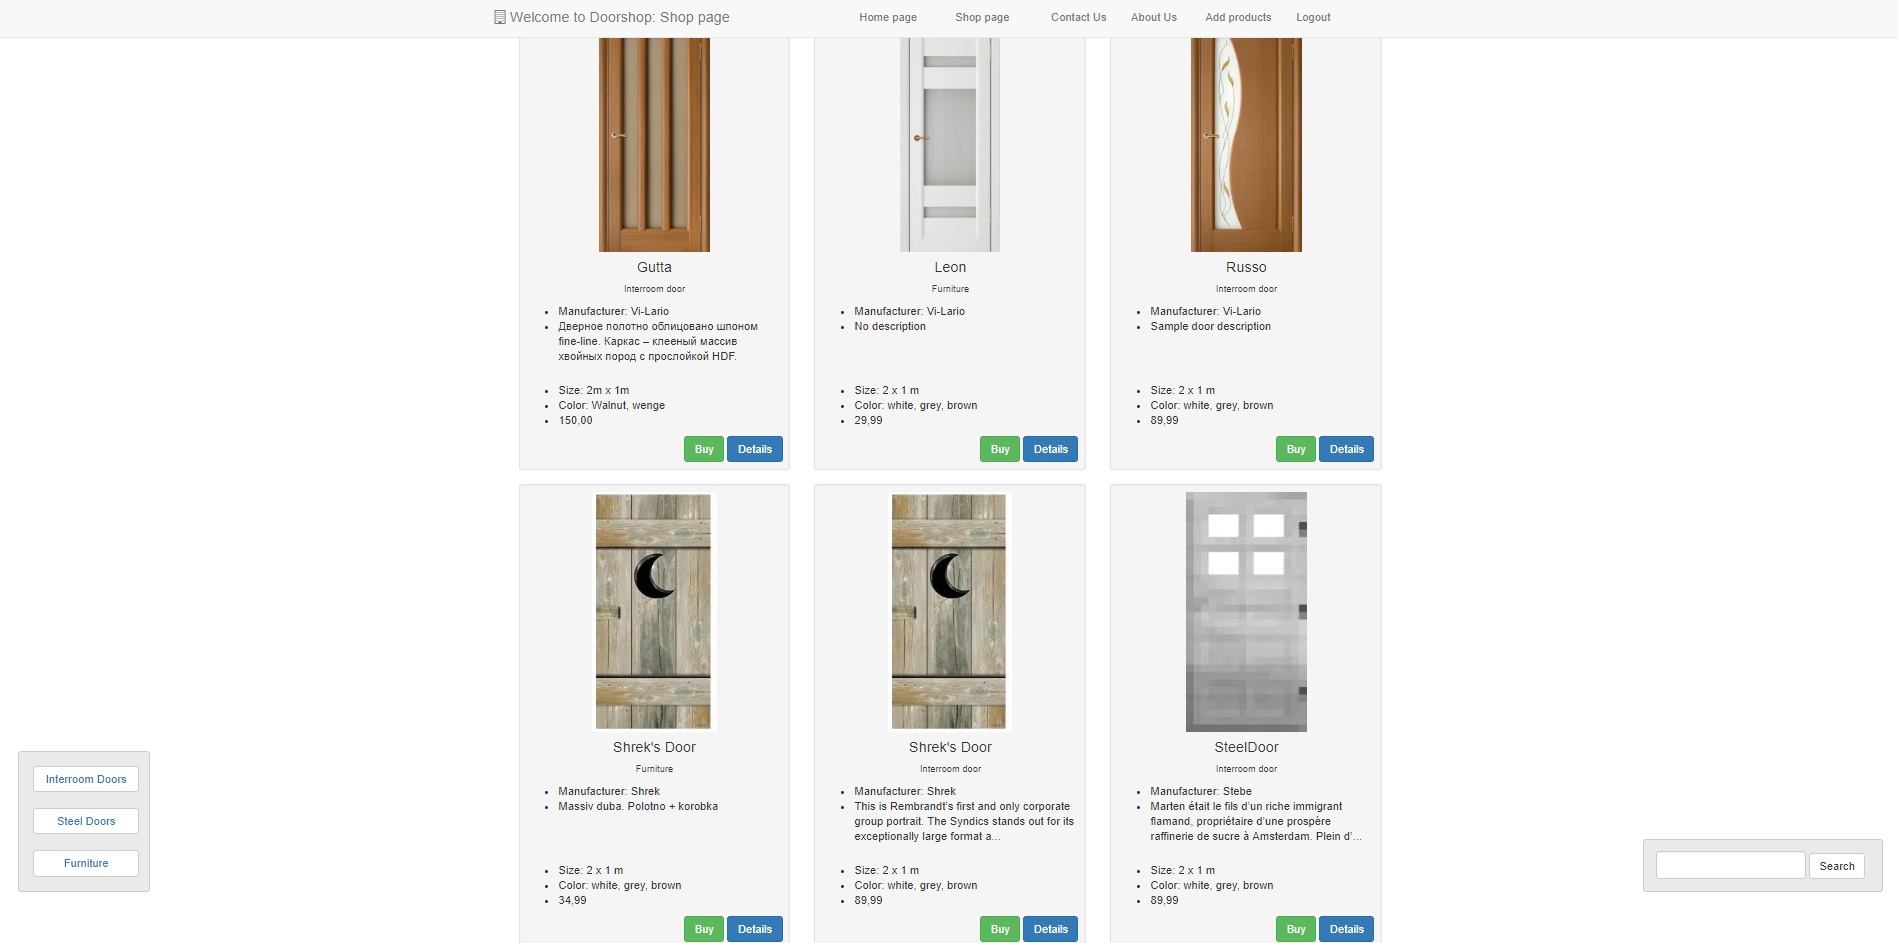 Welcome to Doorshop: Shop page
Home page
Shop page
Contact Us
About Us
Add products
Logout
Gutta
Interroom door
Manufacturer: Vi-Lario
Дверное полотно облицовано шпоном
fine-line. Каркас – клееный массив
хвойных пород с прослойкой HDF.
Size: 2m x 1m
Color: Walnut, wenge
150,00
Buy
Details
Leon
Furniture
Manufacturer: Vi-Lario
No description
Size: 2 x 1 m
Color: white, grey, brown
29,99
Buy
Details
Russo
Interroom door
Manufacturer: Vi-Lario
Sample door description
Size: 2 x 1 m
Color: white, grey, brown
89,99
Buy
Details
Shrek's Door
Furniture
Manufacturer: Shrek
Massiv duba. Polotno + korobka
Size: 2 x 1 m
Color: white, grey, brown
34,99
Buy
Details
Shrek's Door
Interroom door
Manufacturer: Shrek
This is Rembrandt’s first and only corporate
group portrait. The Syndics stands out for its
exceptionally large format a...
Size: 2 x 1 m
Color: white, grey, brown
89,99
Buy
Details
SteelDoor
Interroom door
Manufacturer: Stebe
Marten était le fils d’un riche immigrant
flamand, propriétaire d’une prospère
raffinerie de sucre à Amsterdam. Plein d’...
Size: 2 x 1 m
Color: white, grey, brown
89,99
Buy
Details
Interroom Doors
Steel Doors
Furniture
Search